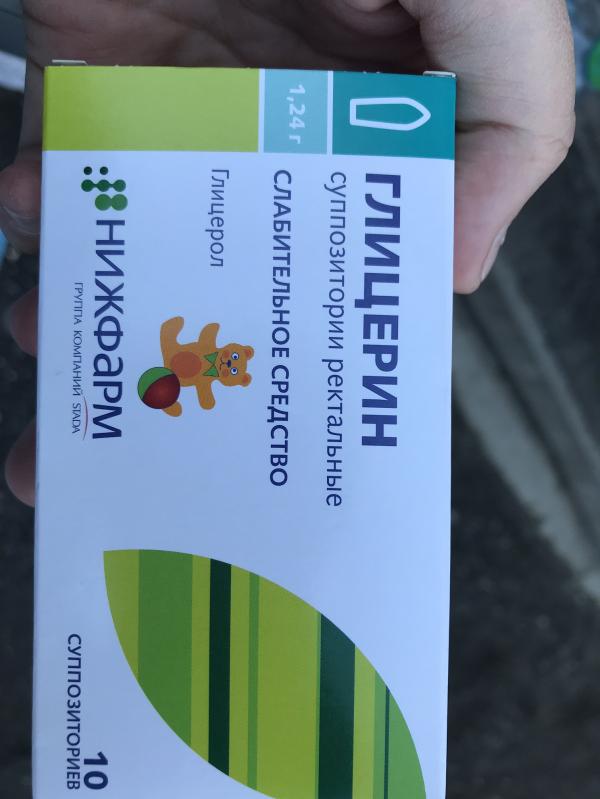 1,24 г
ГЛИЦЕРИН
суппозитории ректальные
СЛАБИТЕЛЬНОЕ СРЕДСТВО
Глицерол
НИЖФАРМ
ГРУППА КОМПАНИЙ STADA
10
СУППОЗИТОРИЕВ